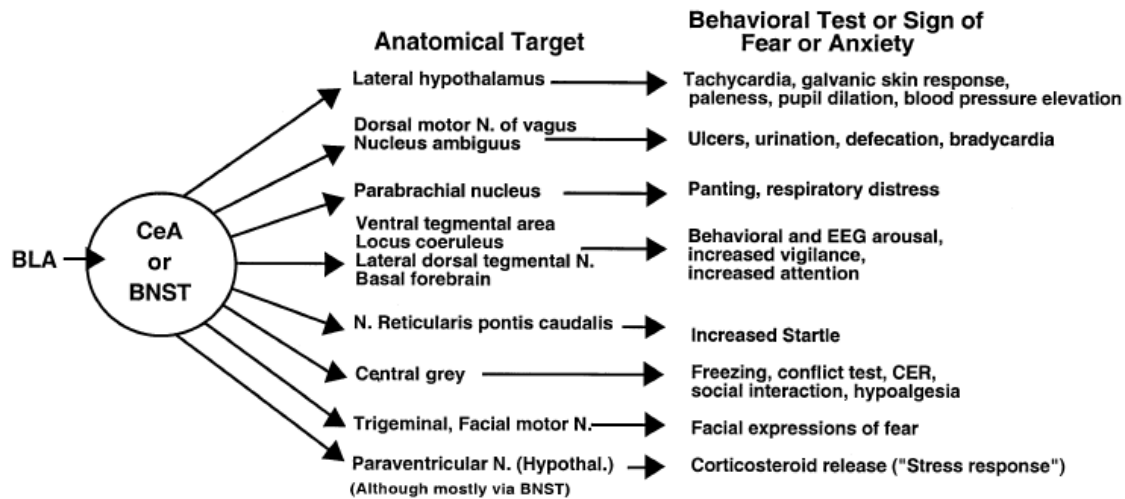 Anatomical Target
Behavioral Test or Sign of
Fear or Anxiety
BLA
CeA
or
BNST
Lateral hypothalamus
Tachycardia, galvanic skin response,
paleness, pupil dilation, blood pressure elevation
Dorsal motor N. of vagus
Nucleus ambiguus
Ulcers, urination, defecation, bradycardia
Parabrachial nucleus
Panting, respiratory distress
Ventral tegmental area
Locus coeruleus
Lateral dorsal tegmental N.
Basal forebrain
Behavioral and EEG arousal,
increased vigilance,
increased attention
N. Reticularis pontis caudalis
Increased Startle
Central grey
Freezing, conflict test, CER,
social interaction, hypoalgesia
Trigeminal, Facial motor N.
Facial expressions of fear
Paraventricular N. (Hypothal.)
(Although mostly via BNST)
Corticosteroid release ("Stress response")